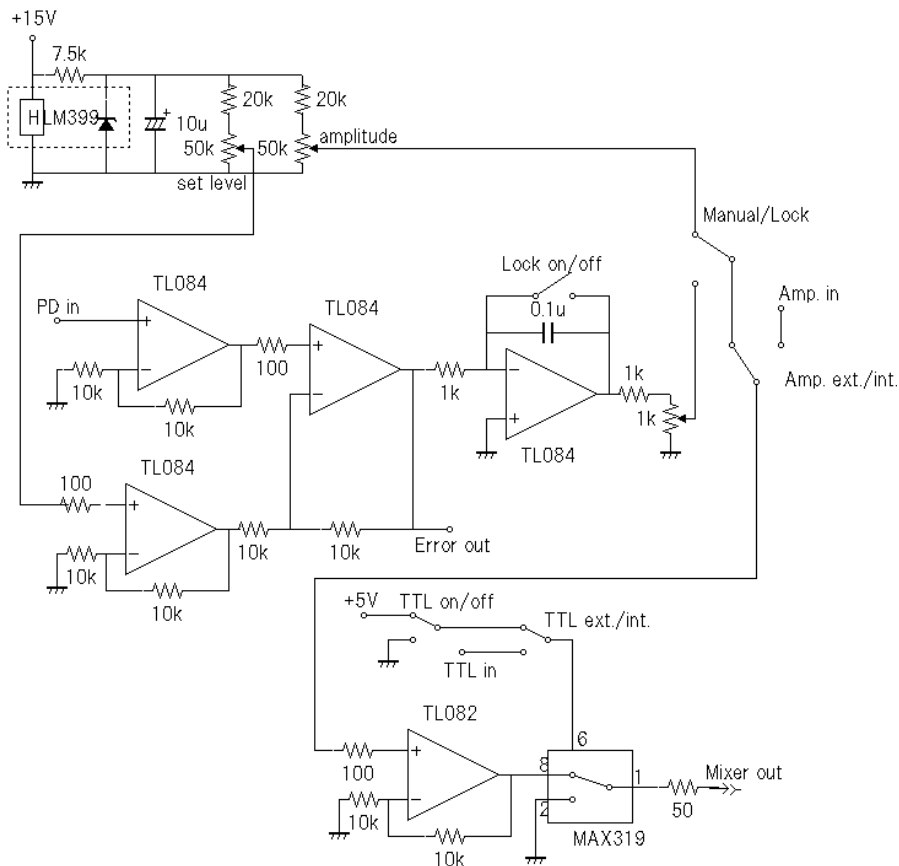 +15V
7.5k
H
LM399
+
10u
20k
20k
50k
50k
amplitude
set level
Manual/Lock
Lock on/off
Amp. in
TL084
TL084
0.1u
PD in
+
+
100
1k
1k
Amp. ext./int.
-
-
-
10k
1k
+
10k
TL084
TL084
100
+
-
10k
10k
Error out
10k
10k
+5V
TTL on/off
TTL ext./int.
TTL in
TL082
6
+
8
1
Mixer out
100
-
2
50
10k
MAX319
10k